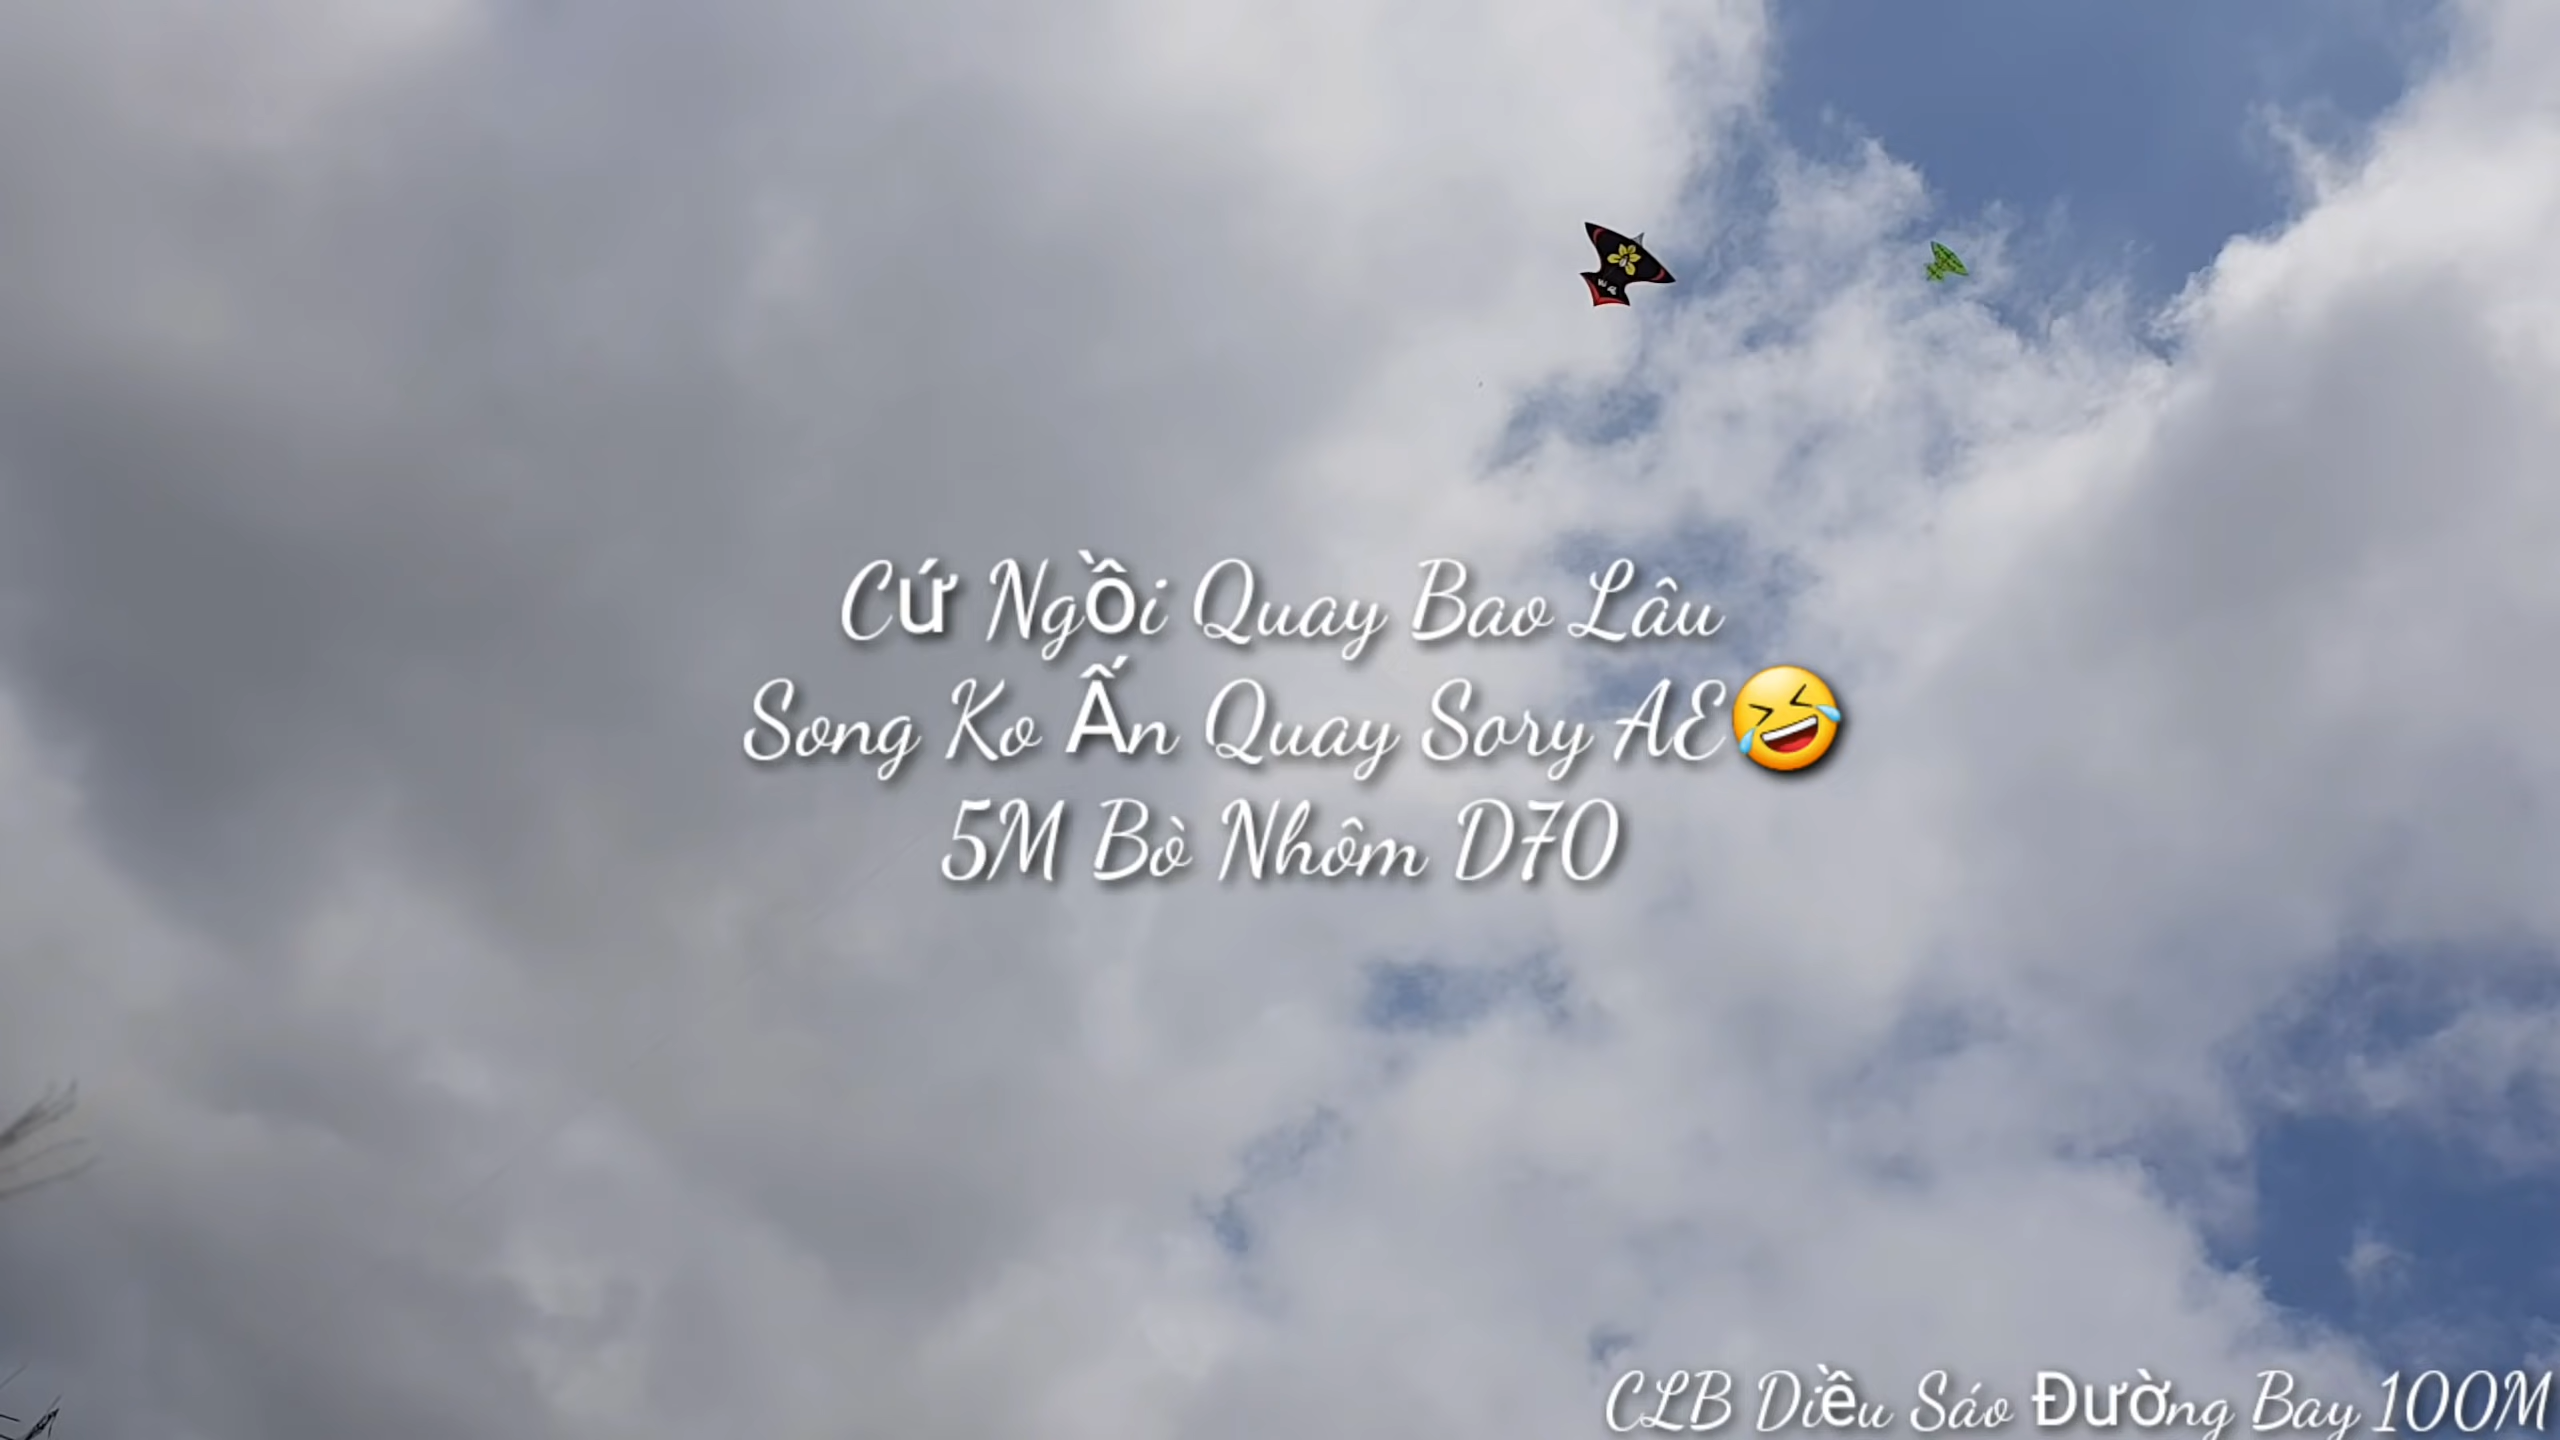 Cứ Ngồi Quay Bao Lâu
Song Ko Ấn Quay Sory AE🤣
5M Bò Nhôm D70
CLB Diều Sáo Đường Bay 100M